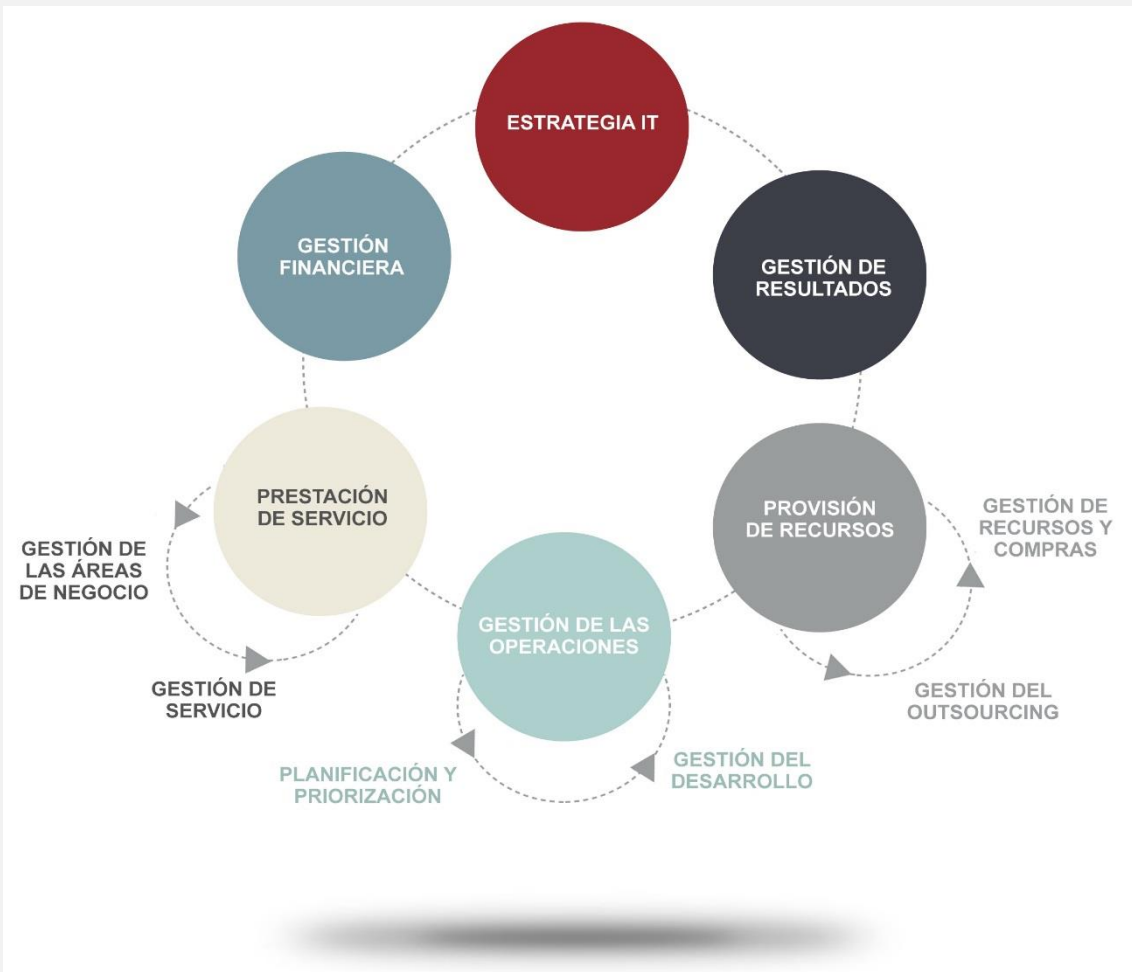 ESTRATEGIA IT
GESTIÓN
FINANCIERA
GESTIÓN DE
RESULTADOS
PRESTACIÓN
DE SERVICIO
PROVISIÓN
DE RECURSOS
GESTIÓN DE
RECURSOS Y
COMPRAS
GESTIÓN DE
LAS ÁREAS
DE NEGOCIO
GESTIÓN DE LAS
OPERACIONES
GESTIÓN DE
SERVICIO
GESTIÓN DEL
OUTSOURCING
PLANIFICACIÓN Y
PRIORIZACIÓN
GESTIÓN DEL
DESARROLLO